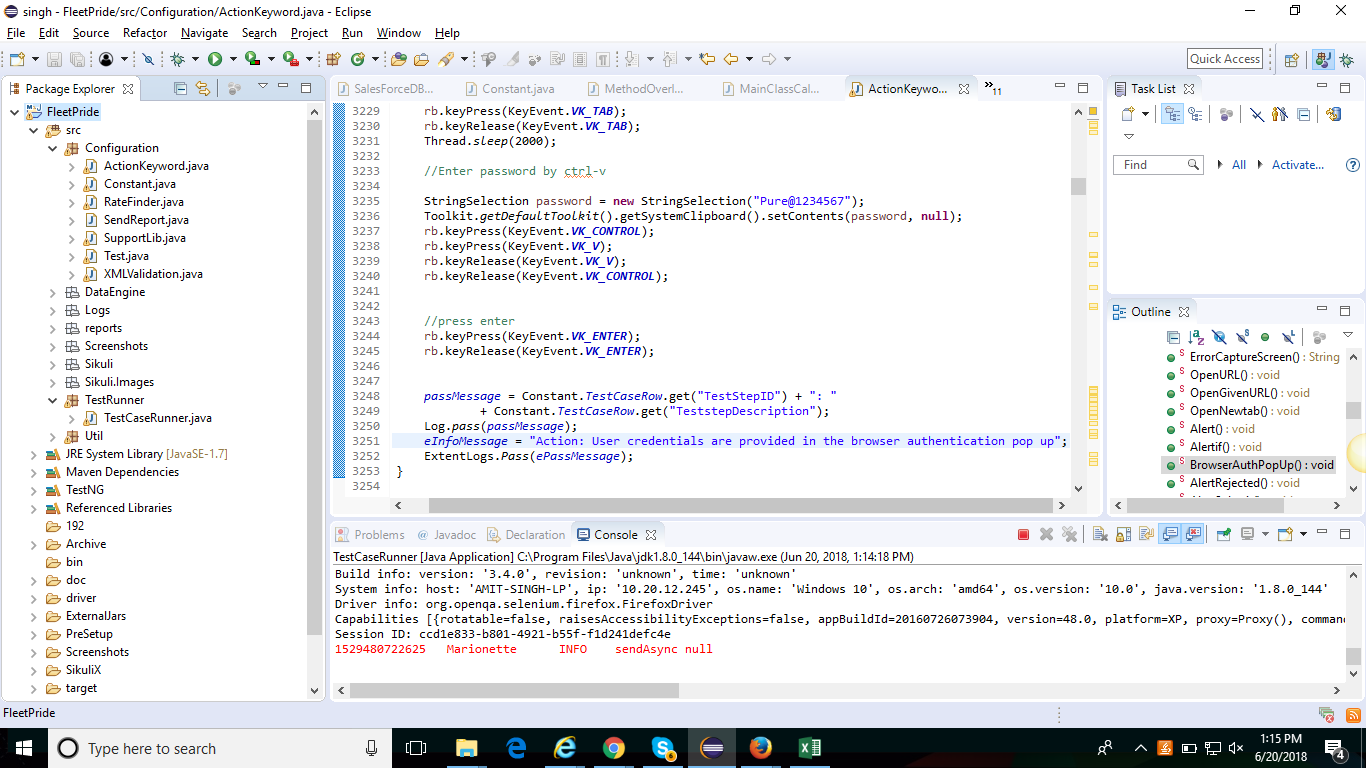 singh - FleetPride/src/Configuration/ActionKeyword.java - Eclipse
File Edit Source Refactor Navigate Search Project Run Window Help
Quick Access
Package Explorer
FleetPride
src
Configuration
ActionKeyword.java
Constant.java
RateFinder.java
SendReport.java
SupportLib.java
Test.java
XMLValidation.java
DataEngine
Logs
reports
Screenshots
Sikuli
Sikuli.Images
TestRunner
TestCaseRunner.java
Util
JRE System Library [JavaSE-1.7]
Maven Dependencies
TestNG
Referenced Libraries
192
Archive
bin
doc
driver
ExternalJars
PreSetup
Screenshots
SikuliX
target
SalesForceDB... Constant.java MethodOverl... MainClassCal... ActionKeywo... »11
3229 rb.keyPress(KeyEvent.VK_TAB);
3230 rb.keyRelease(KeyEvent.VK_TAB);
3231 Thread.sleep(2000);
3232
3233 //Enter password by ctrl-v
3234
3235 StringSelection password = new StringSelection("Pure@1234567");
3236 Toolkit.getDefaultToolkit().getSystemClipboard().setContents(password, null);
3237 rb.keyPress(KeyEvent.VK_CONTROL);
3238 rb.keyPress(KeyEvent.VK_V);
3239 rb.keyRelease(KeyEvent.VK_V);
3240 rb.keyRelease(KeyEvent.VK_CONTROL);
3241
3242
3243 //press enter
3244 rb.keyPress(KeyEvent.VK_ENTER);
3245 rb.keyRelease(KeyEvent.VK_ENTER);
3246
3247
3248 passMessage = Constant.TestCaseRow.get("TestStepID") + ": "
3249 + Constant.TestCaseRow.get("TeststepDescription");
3250 Log.pass(passMessage);
3251 eInfoMessage = "Action: User credentials are provided in the browser authentication pop up";
3252 ExtentLogs.Pass(ePassMessage);
3253 }
3254
Task List
Find All Activate...
Outline
ErrorCaptureScreen() : String
OpenURL() : void
OpenGivenURL() : void
OpenNewtab() : void
Alert() : void
Alertif() : void
BrowserAuthPopUp() : void
AlertRejected() : void
Problems @ Javadoc Declaration Console
TestCaseRunner [Java Application] C:\Program Files\Java\jdk1.8.0_144\bin\javaw.exe (Jun 20, 2018, 1:14:18 PM)
Build info: version: '3.4.0', revision: 'unknown', time: 'unknown'
System info: host: 'AMIT-SINGH-LP', ip: '10.20.12.245', os.name: 'Windows 10', os.arch: 'amd64', os.version: '10.0', java.version: '1.8.0_144'
Driver info: org.openqa.selenium.firefox.FirefoxDriver
Capabilities [{rotatable=false, raisesAccessibilityExceptions=false, appBuildId=20160726073904, version=48.0, platform=XP, proxy=Proxy(), comman
Session ID: ccd1e833-b801-4921-b55f-f1d241defc4e
1529480722625 Marionette INFO sendAsync null
FleetPride
Type here to search
1:15 PM
6/20/2018
4